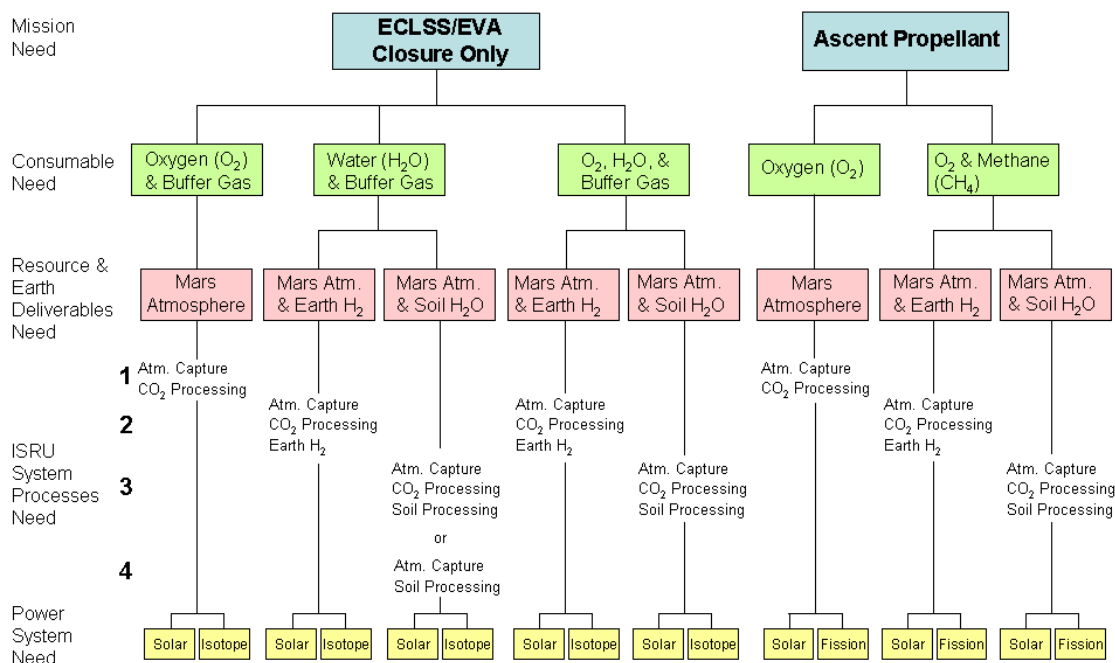 Mission
Need
ECLSS/EVA
Closure Only
Ascent Propellant
Consumable
Need
Oxygen (O₂)
& Buffer Gas
Water (H₂O)
& Buffer Gas
O₂, H₂O, &
Buffer Gas
Oxygen (O₂)
O₂ & Methane
(CH₄)
Resource &
Earth
Deliverables
Need
Mars
Atmosphere
Mars Atm.
& Earth H₂
Mars Atm.
& Soil H₂O
Mars Atm.
& Earth H₂
Mars Atm.
& Soil H₂O
Mars
Atmosphere
Mars Atm.
& Earth H₂
Mars Atm.
& Soil H₂O
ISRU
System
Processes
Need
1
2
3
4
Atm. Capture
CO₂ Processing
Atm. Capture
CO₂ Processing
Earth H₂
Atm. Capture
CO₂ Processing
Soil Processing
or
Atm. Capture
Soil Processing
Atm. Capture
CO₂ Processing
Earth H₂
Atm. Capture
CO₂ Processing
Soil Processing
Atm. Capture
CO₂ Processing
Atm. Capture
CO₂ Processing
Earth H₂
Atm. Capture
CO₂ Processing
Soil Processing
Power
System
Need
Solar Isotope
Solar Isotope
Solar Isotope
Solar Isotope
Solar Isotope
Solar Fission
Solar Fission
Solar Fission